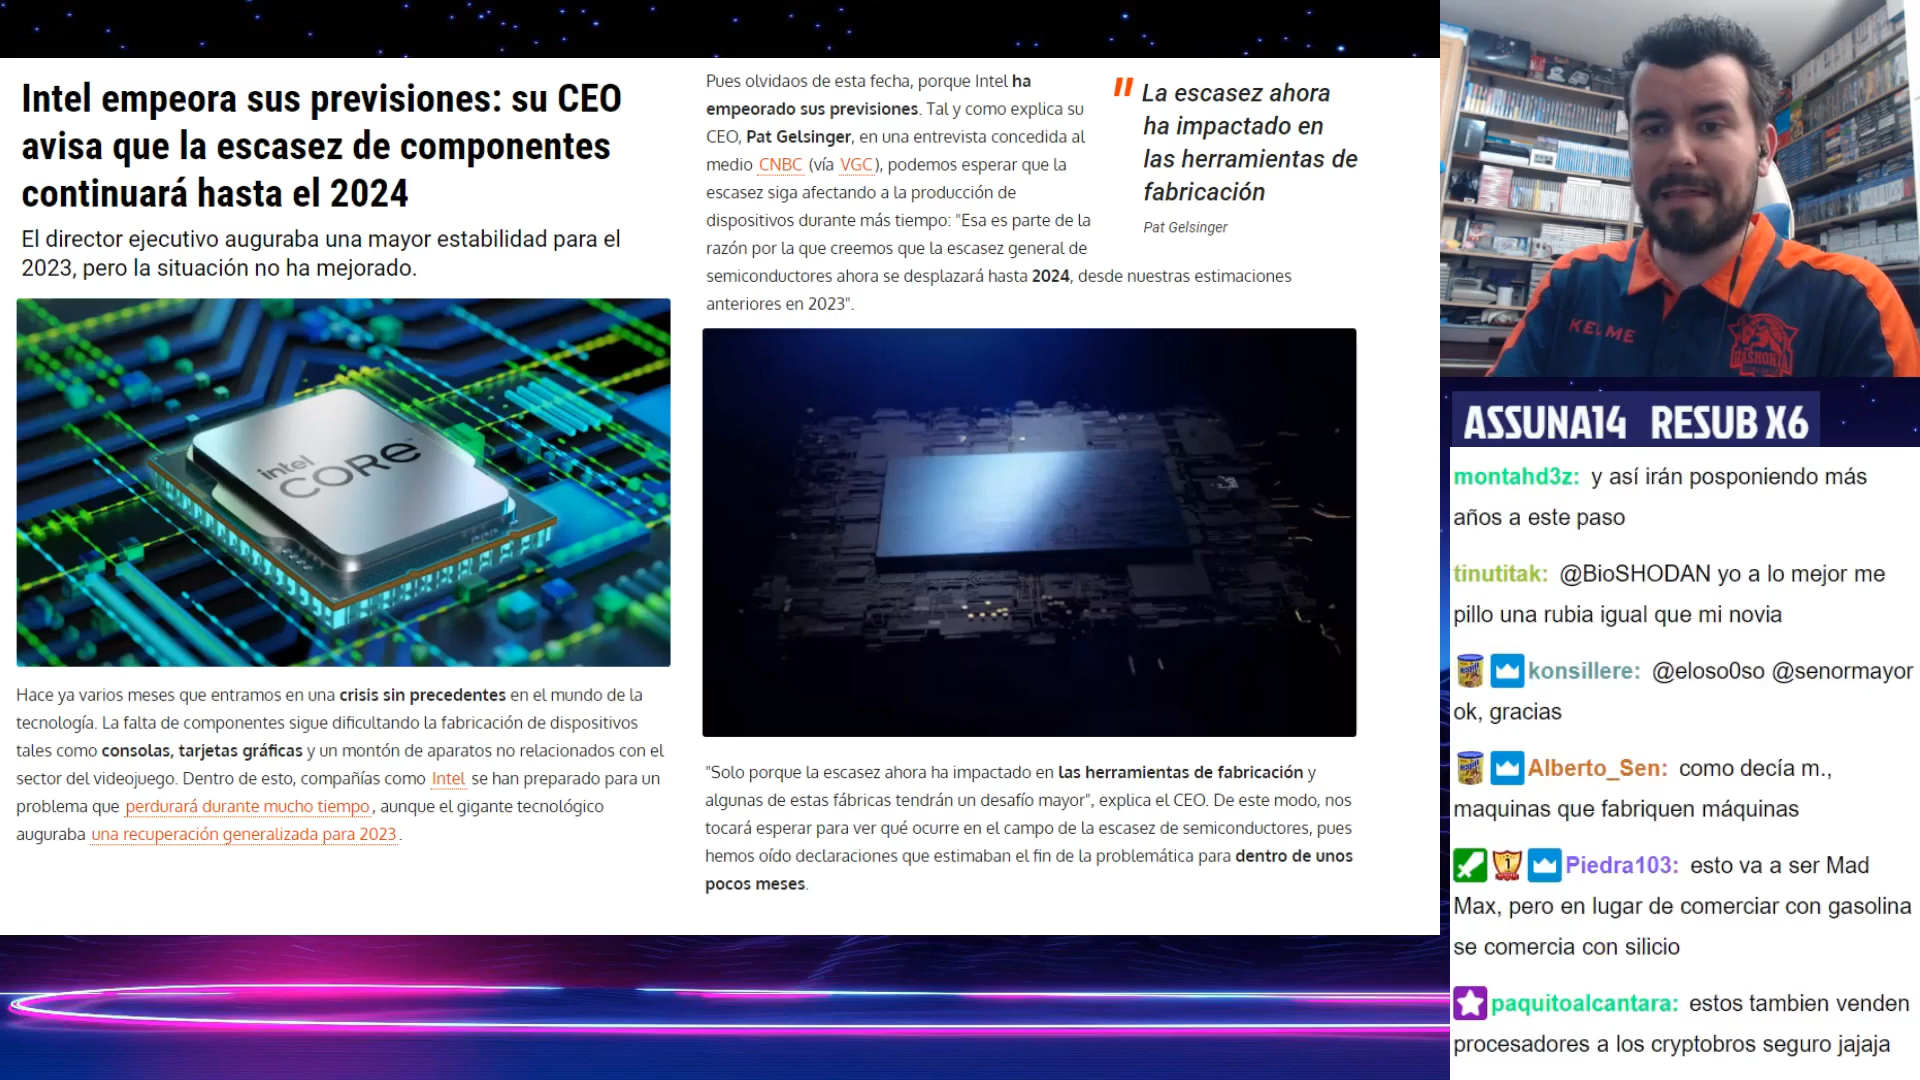 Intel empeora sus previsiones: su CEO
avisa que la escasez de componentes
continuará hasta el 2024
El director ejecutivo auguraba una mayor estabilidad para el
2023, pero la situación no ha mejorado.
intel
CORE
Hace ya varios meses que entramos en una crisis sin precedentes en el mundo de la
tecnología. La falta de componentes sigue dificultando la fabricación de dispositivos
tales como consolas, tarjetas gráficas y un montón de aparatos no relacionados con el
sector del videojuego. Dentro de esto, compañías como Intel se han preparado para un
problema que perdurará durante mucho tiempo, aunque el gigante tecnológico
auguraba una recuperación generalizada para 2023.
Pues olvidaos de esta fecha, porque Intel ha
empeorado sus previsiones. Tal y como explica su
CEO, Pat Gelsinger, en una entrevista concedida al
medio CNBC (vía VGC), podemos esperar que la
escasez siga afectando a la producción de
dispositivos durante más tiempo: "Esa es parte de la
razón por la que creemos que la escasez general de
semiconductores ahora se desplazará hasta 2024, desde nuestras estimaciones
anteriores en 2023".
" La escasez ahora
ha impactado en
las herramientas de
fabricación
Pat Gelsinger
"Solo porque la escasez ahora ha impactado en las herramientas de fabricación y
algunas de estas fábricas tendrán un desafío mayor", explica el CEO. De este modo, nos
tocará esperar para ver qué ocurre en el campo de la escasez de semiconductores, pues
hemos oído declaraciones que estimaban el fin de la problemática para dentro de unos
pocos meses.
KELME
BASKONIA
ASSUNA14 RESUB X6
montahd3z: y así irán posponiendo más
años a este paso
tinutitak: @BioSHODAN yo a lo mejor me
pillo una rubia igual que mi novia
konsillere: @eloso0so @senormayor
ok, gracias
Alberto_Sen: como decía m.,
maquinas que fabriquen máquinas
Piedra103: esto va a ser Mad
Max, pero en lugar de comerciar con gasolina
se comercia con silicio
paquitoalcantara: estos tambien venden
procesadores a los cryptobros seguro jajaja